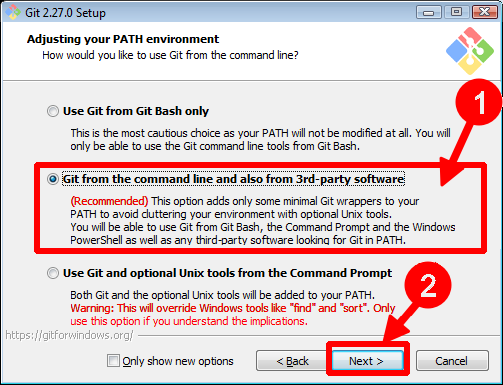 Git 2.27.0 Setup
Adjusting your PATH environment
How would you like to use Git from the command line?
1
Use Git from Git Bash only
This is the most cautious choice as your PATH will not be modified at all. You will
only be able to use the Git command line tools from Git Bash.
Git from the command line and also from 3rd-party software
(Recommended) This option adds only some minimal Git wrappers to your
PATH to avoid cluttering your environment with optional Unix tools.
You will be able to use Git from Git Bash, the Command Prompt and the Windows
PowerShell as well as any third-party software looking for Git in PATH.
Use Git and optional Unix tools from the Command Prompt
Both Git and the optional Unix tools will be added to your PATH.
Warning: This will override Windows tools like "find" and "sort". Only
use this option if you understand the implications.
2
https://gitforwindows.org/
Only show new options
< Back
Next >
Cancel